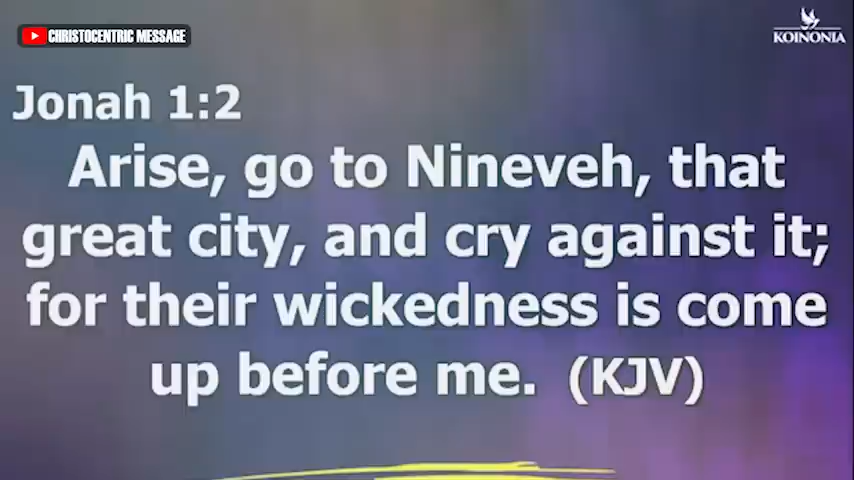 CHRISTOCENTRIC MESSAGE
KOINONIA
Jonah 1:2
Arise, go to Nineveh, that
great city, and cry against it;
for their wickedness is come
up before me. (KJV)